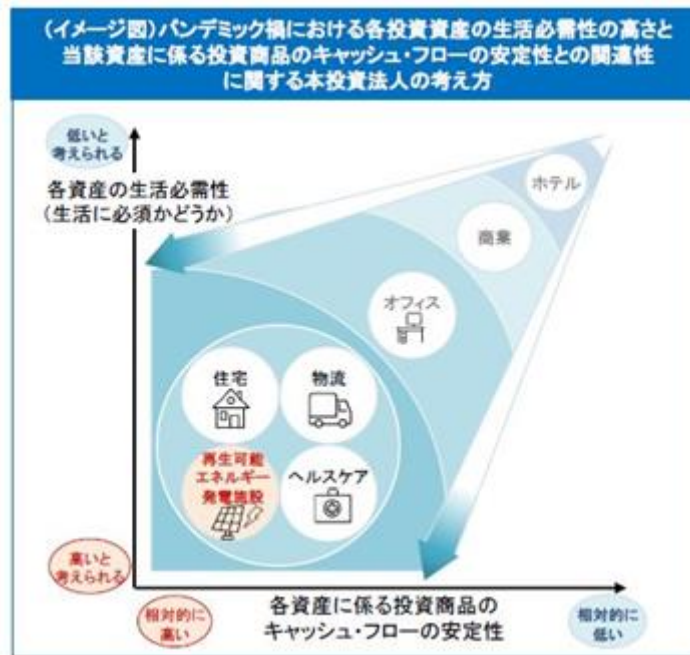 (イメージ図)パンデミック禍における各投資資産の生活必需性の高さと
当該資産に係る投資商品のキャッシュ・フローの安定性との関連性
に関する本投資法人の考え方
低いと
考えられる
各資産の生活必需性
(生活に必須かどうか)
ホテル
商業
オフィス
住宅
物流
再生可能
エネルギー
発電施設
ヘルスケア
高いと
考えられる
相対的に
高い
各資産に係る投資商品の
キャッシュ・フローの安定性
相対的に
低い